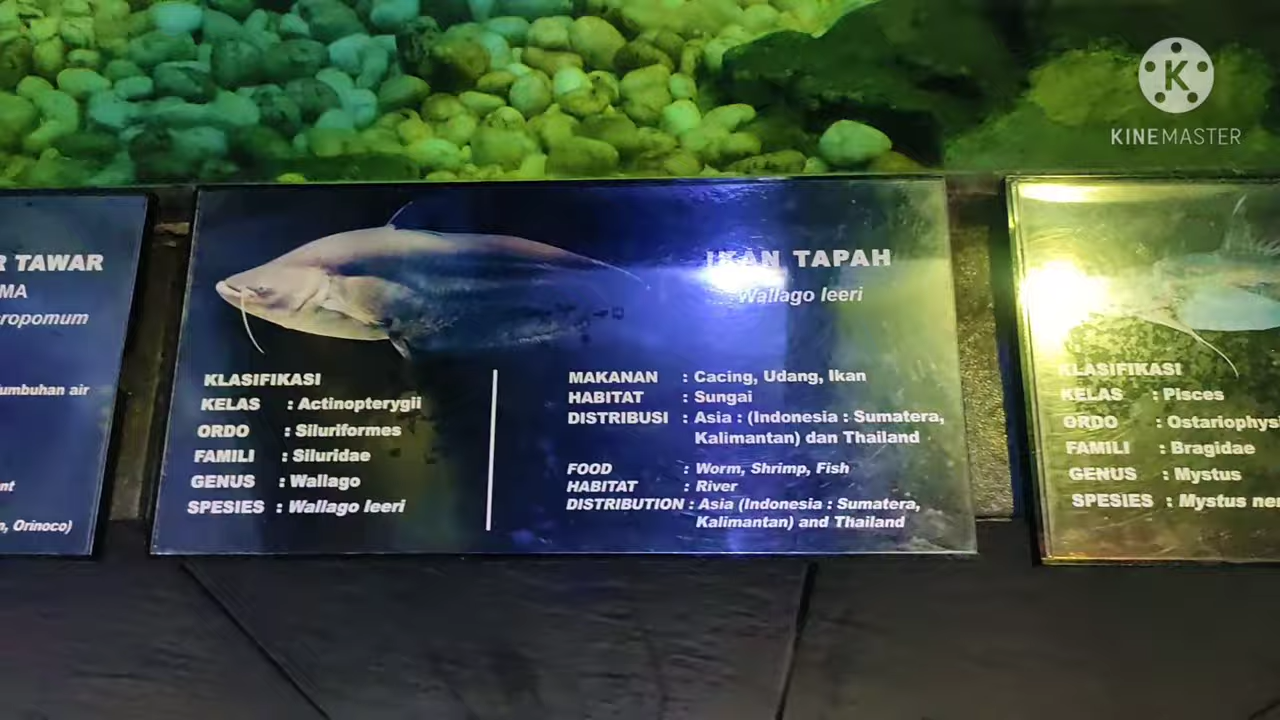 KINEMASTER
R TAWAR
MA
ropomum
umbuhan air
nt
n, Orinoco)
IKAN TAPAH
Wallago leeri
KLASIFIKASI
KELAS : Actinopterygii
ORDO : Siluriformes
FAMILI : Siluridae
GENUS : Wallago
SPESIES : Wallago leeri
MAKANAN : Cacing, Udang, Ikan
HABITAT : Sungai
DISTRIBUSI : Asia : (Indonesia : Sumatera,
Kalimantan) dan Thailand
FOOD : Worm, Shrimp, Fish
HABITAT : River
DISTRIBUTION : Asia (Indonesia : Sumatera,
Kalimantan) and Thailand
KLASIFIKASI
KELAS : Pisces
ORDO : Ostariophys
FAMILI : Bragidae
GENUS : Mystus
SPESIES : Mystus ne